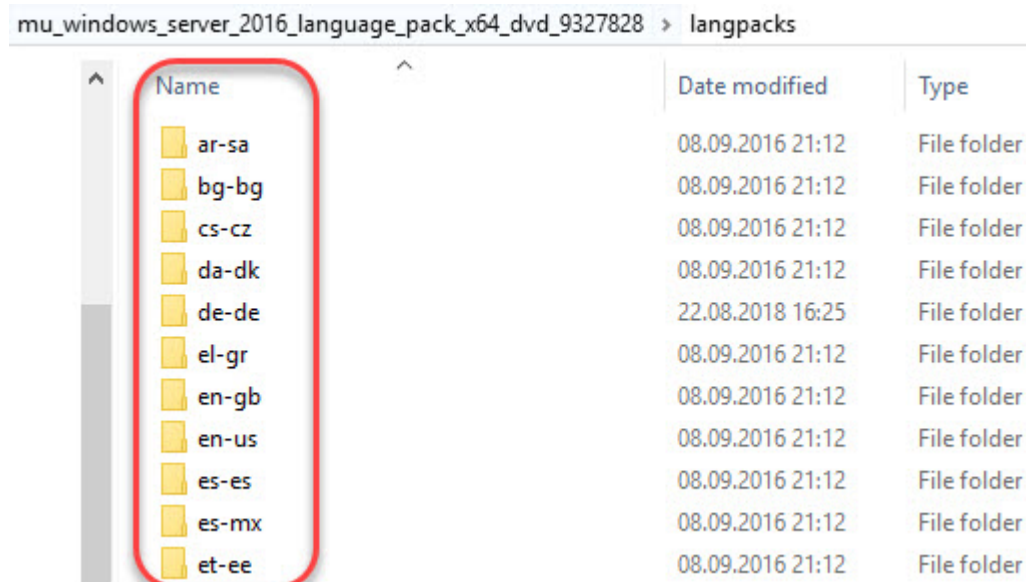 mu_windows_server_2016_language_pack_x64_dvd_9327828 > langpacks
Name Date modified Type
ar-sa 08.09.2016 21:12 File folder
bg-bg 08.09.2016 21:12 File folder
cs-cz 08.09.2016 21:12 File folder
da-dk 08.09.2016 21:12 File folder
de-de 22.08.2018 16:25 File folder
el-gr 08.09.2016 21:12 File folder
en-gb 08.09.2016 21:12 File folder
en-us 08.09.2016 21:12 File folder
es-es 08.09.2016 21:12 File folder
es-mx 08.09.2016 21:12 File folder
et-ee 08.09.2016 21:12 File folder